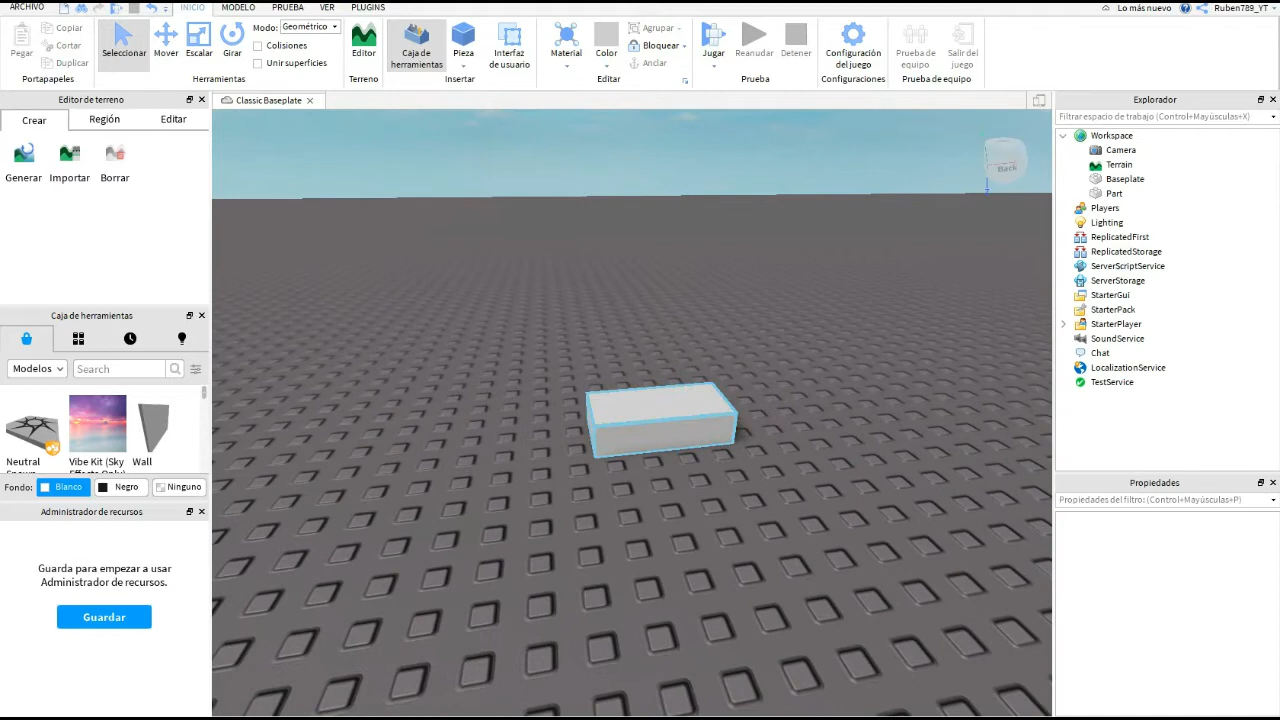 ARCHIVO INICIO MODELO PRUEBA VER PLUGINS Lo más nuevo Ruben789_YT
Pegar Copiar Cortar Duplicar
Portapapeles
Seleccionar Mover Escalar Girar
Modo: Geométrico
Colisiones
Unir superficies
Herramientas
Editor
Terreno
Caja de herramientas
Pieza
Interfaz de usuario
Insertar
Material Color
Agrupar
Bloquear
Anclar
Editar
Jugar Reanudar Detener
Prueba
Configuración del juego
Configuraciones
Prueba de equipo
Salir del juego
Prueba de equipo
Editor de terreno
Crear Región Editar
Generar Importar Borrar
Caja de herramientas
Modelos Search
Neutral
Vibe Kit (Sky
Wall
Fondo: Blanco Negro Ninguno
Administrador de recursos
Guarda para empezar a usar
Administrador de recursos.
Guardar
Classic Baseplate
Back
Explorador
Filtrar espacio de trabajo (Control+Mayúsculas+X)
Workspace
Camera
Terrain
Baseplate
Part
Players
Lighting
ReplicatedFirst
ReplicatedStorage
ServerScriptService
ServerStorage
StarterGui
StarterPack
StarterPlayer
SoundService
Chat
LocalizationService
TestService
Propiedades
Propiedades del filtro: (Control+Mayúsculas+P)